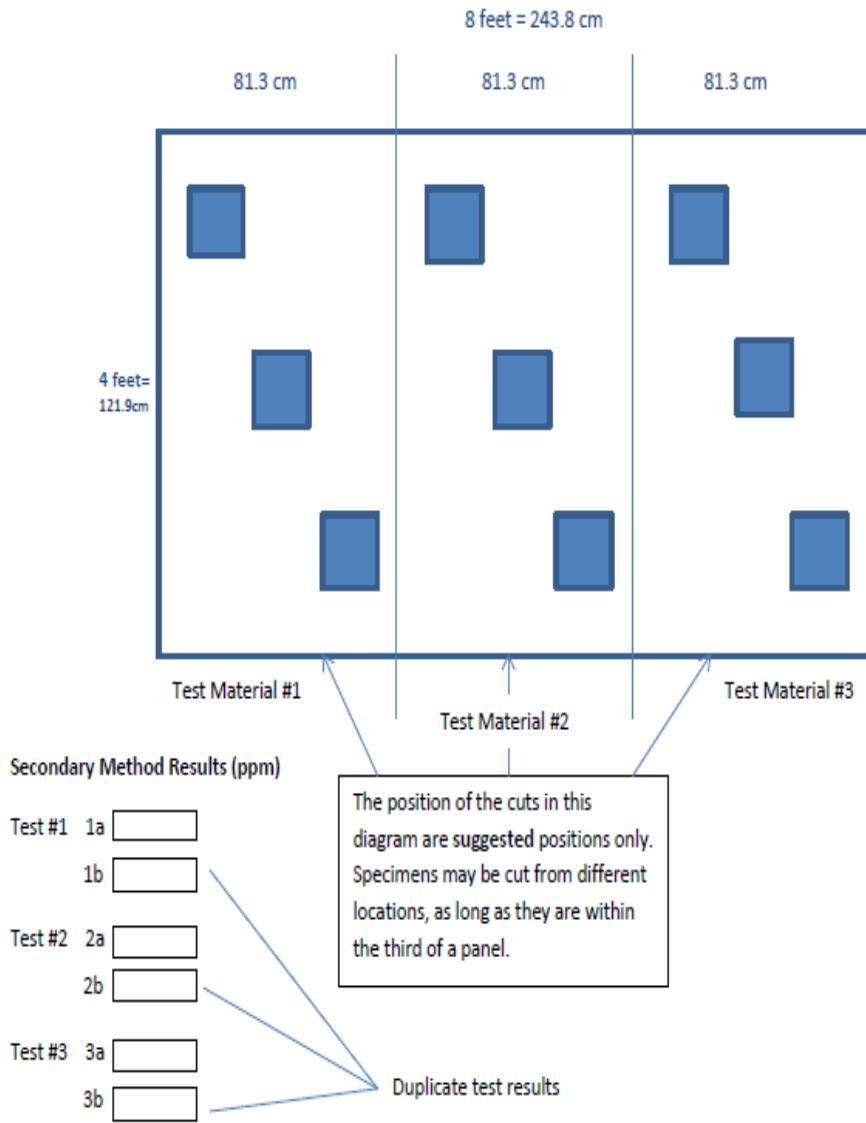 8 feet = 243.8 cm
81.3 cm
81.3 cm
81.3 cm
4 feet=
121.9cm
Test Material #1
Test Material #2
Test Material #3
Secondary Method Results (ppm)
Test #1 1a
1b
Test #2 2a
2b
Test #3 3a
3b
The position of the cuts in this
diagram are suggested positions only.
Specimens may be cut from different
locations, as long as they are within
the third of a panel.
Duplicate test results